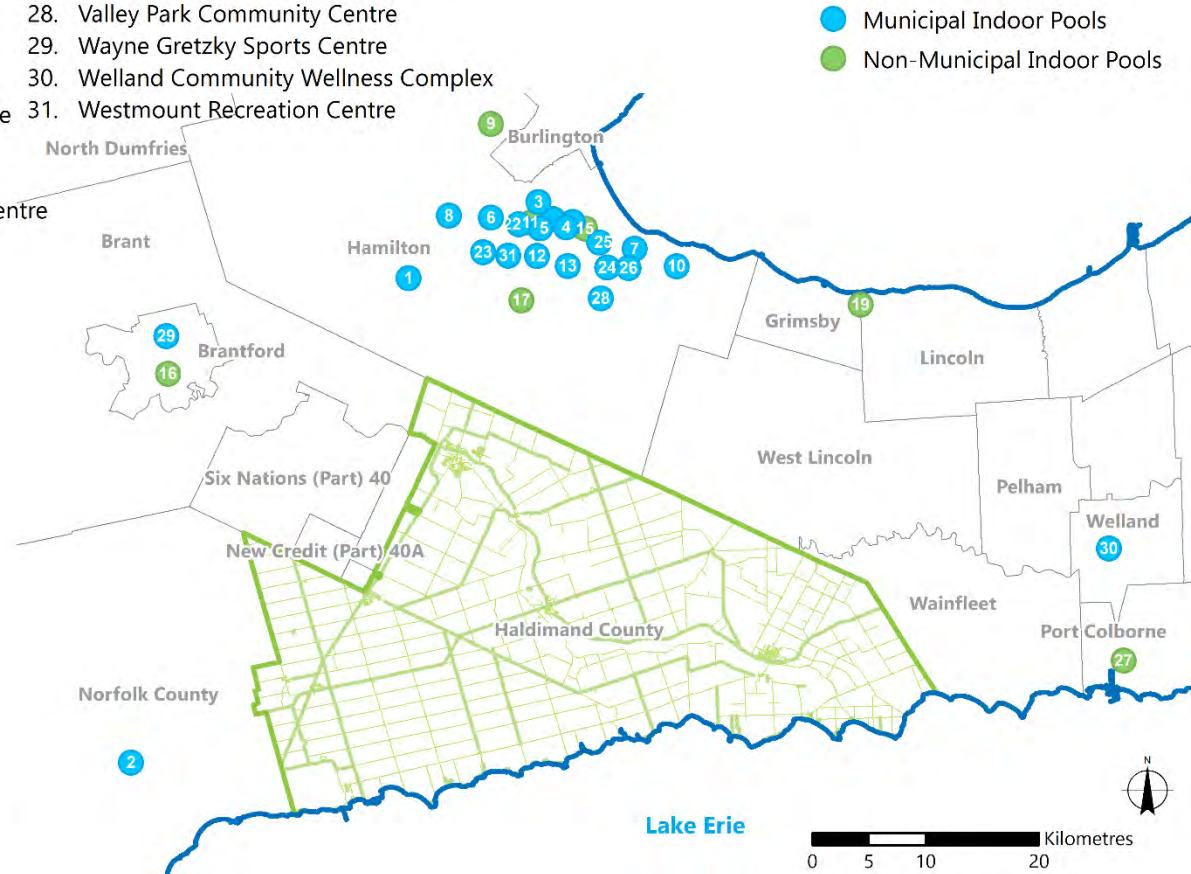 28. Valley Park Community Centre
29. Wayne Gretzky Sports Centre
30. Welland Community Wellness Complex
31. Westmount Recreation Centre
e
entre
Municipal Indoor Pools
Non-Municipal Indoor Pools
9
Burlington
North Dumfries
3
8
6
22
11
5
4
15
25
7
Brant
Hamilton
23
31
12
13
24
26
10
1
17
28
19
Grimsby
Lincoln
29
Brantford
16
West Lincoln
Six Nations (Part) 40
Pelham
Welland
30
New Credit (Part) 40A
Wainfleet
Haldimand County
Port Colborne
27
Norfolk County
2
N
Lake Erie
Kilometres
0 5 10 20